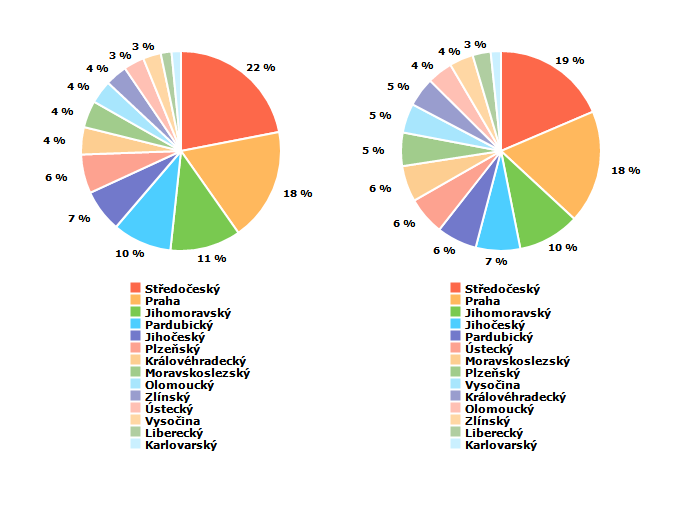 22 %
18 %
11 %
10 %
7 %
6 %
4 %
4 %
4 %
4 %
3 %
3 %
Středočeský
Praha
Jihomoravský
Pardubický
Jihočeský
Plzeňský
Královéhradecký
Moravskoslezský
Olomoucký
Zlínský
Ústecký
Vysočina
Liberecký
Karlovarský
19 %
18 %
10 %
7 %
6 %
6 %
6 %
5 %
5 %
5 %
4 %
4 %
3 %
Středočeský
Praha
Jihomoravský
Jihočeský
Pardubický
Ústecký
Moravskoslezský
Plzeňský
Vysočina
Královéhradecký
Olomoucký
Zlínský
Liberecký
Karlovarský